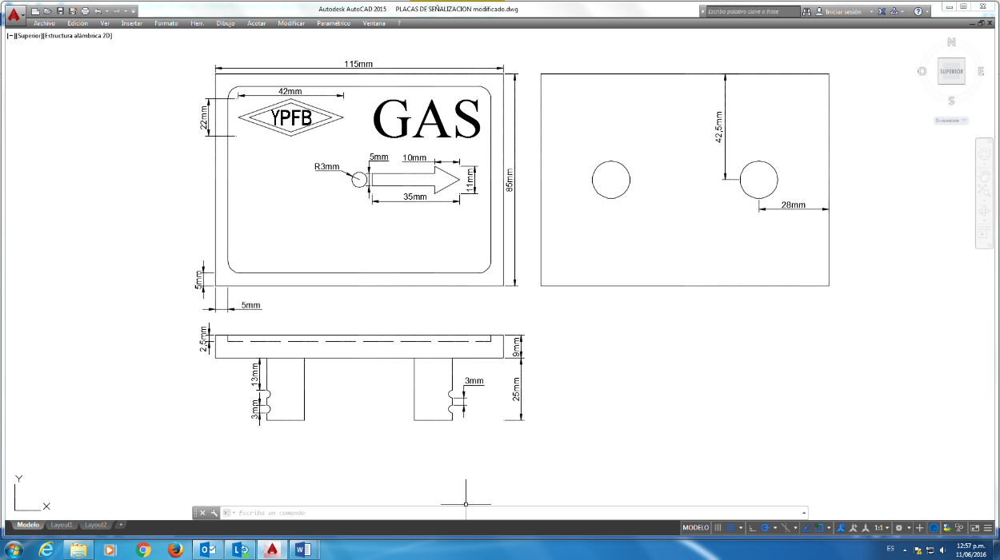 Autodesk AutoCAD 2015 PLACAS DE SEÑALIZACION modificado.dwg
Escriba palabra clave o frase
Iniciar sesión
Archivo Edición Ver Insertar Formato Herr. Dibujo Acotar Modificar Paramétrico Ventana ?
[−][Superior][Estructura alámbrica 2D]
N
O SUPERIOR E
S
S-nombre
115mm
42mm
22mm
YPFB
GAS
R3mm
5mm
10mm
11mm
35mm
85mm
5mm
5mm
42,5mm
28mm
2,5mm
9mm
13mm
3mm
3mm
25mm
Y
X
Escriba un comando
Modelo Layout1 Layout2 +
MODELO 1:1
ES
12:57 p.m.
11/06/2016